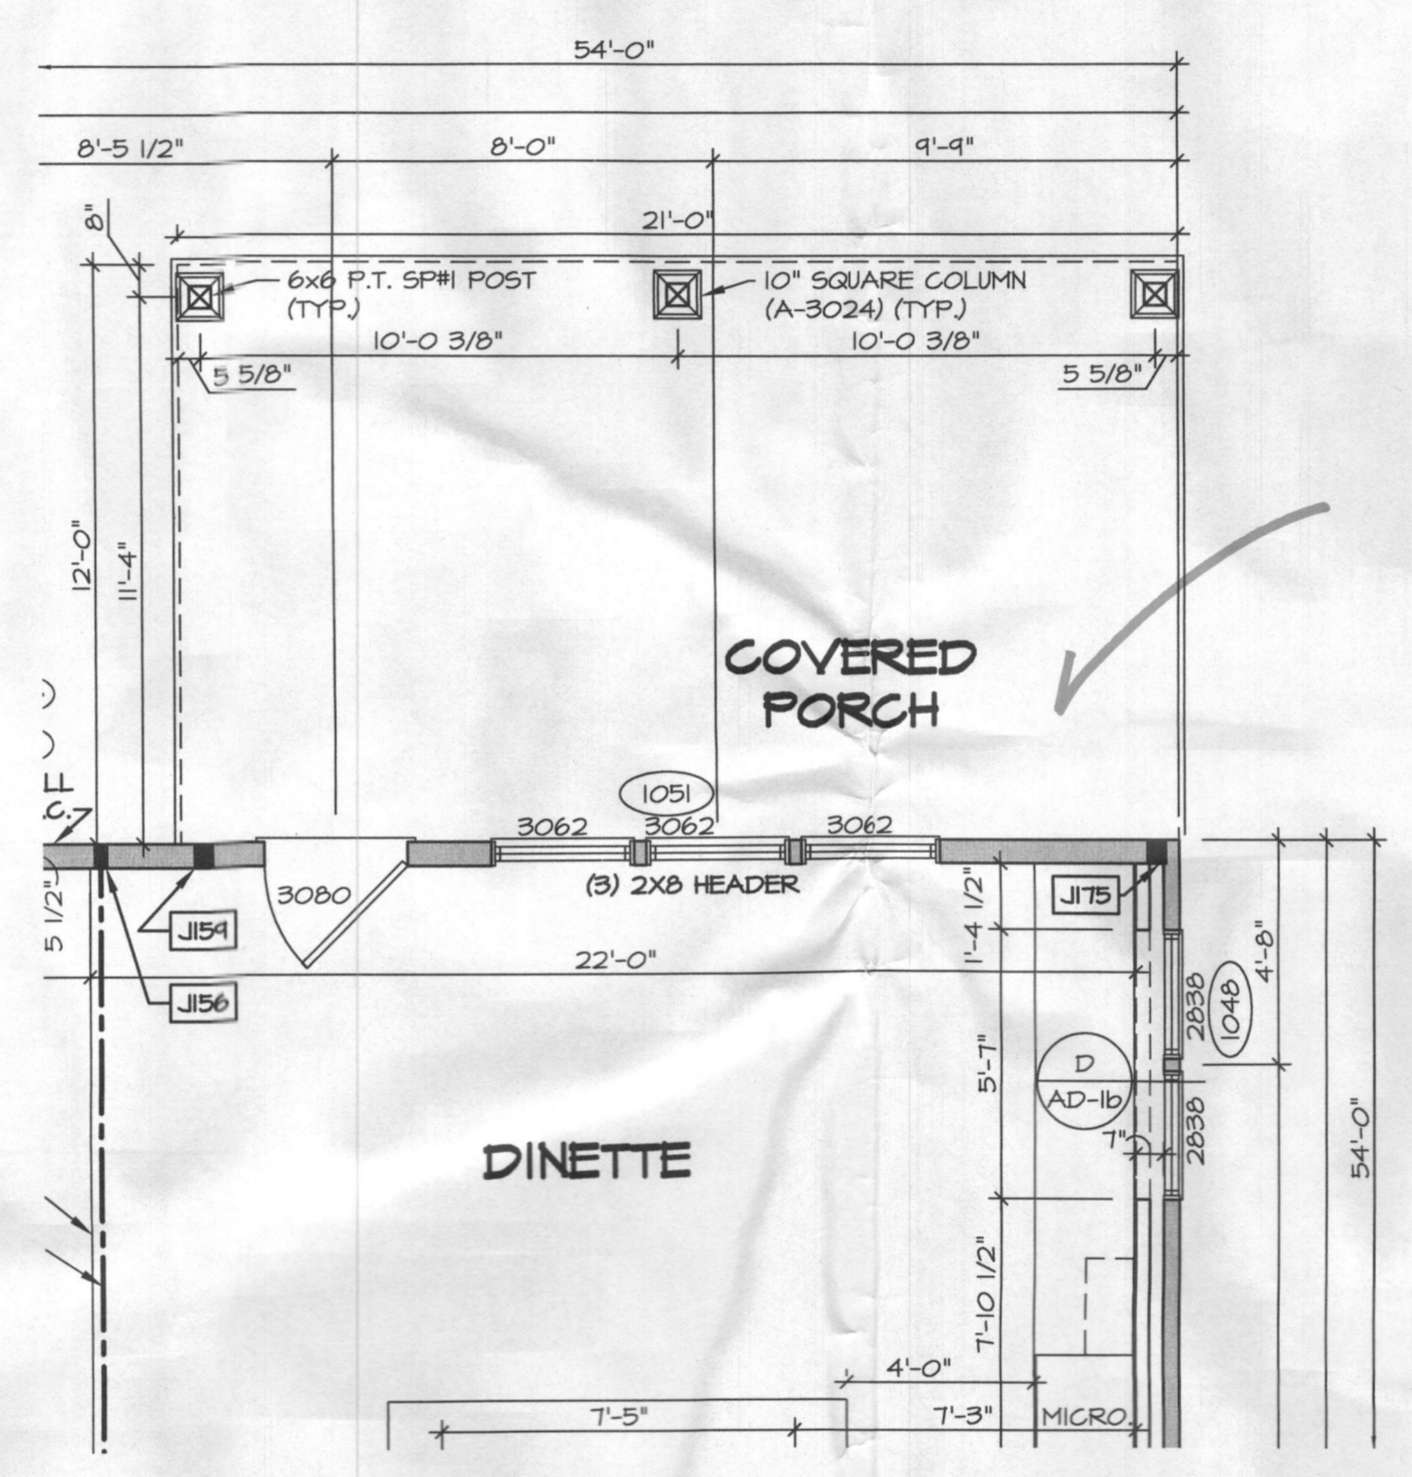 54'-0"
8'-5 1/2"
8'-0"
9'-9"
8"
21'-0"
6x6 P.T. SP#1 POST
(TYP.)
10" SQUARE COLUMN
(A-3024) (TYP.)
10'-0 3/8"
10'-0 3/8"
5 5/8"
5 5/8"
12'-0"
11'-4"
COVERED
PORCH
.C.
1051
3062
3062
3062
(3) 2X8 HEADER
3080
5 1/2"
J159
J156
J175
1'-4 1/2"
22'-0"
4'-8"
2838
1048
5'-7"
D
AD-1b
7"
2838
54'-0"
DINETTE
7'-10 1/2"
4'-0"
7'-5"
7'-3"
MICRO.